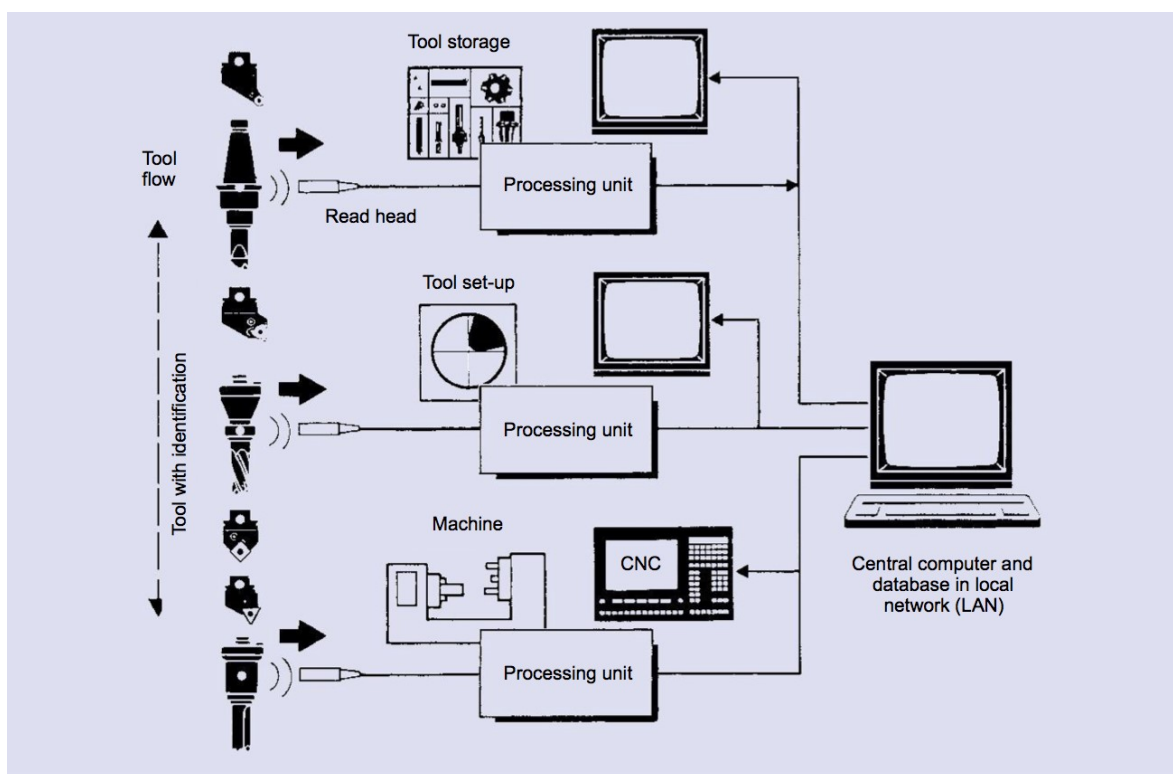 Tool storage
Tool
flow
Processing unit
Read head
Tool set-up
Tool with identification
Processing unit
Machine
CNC
Central computer and
database in local
network (LAN)
Processing unit